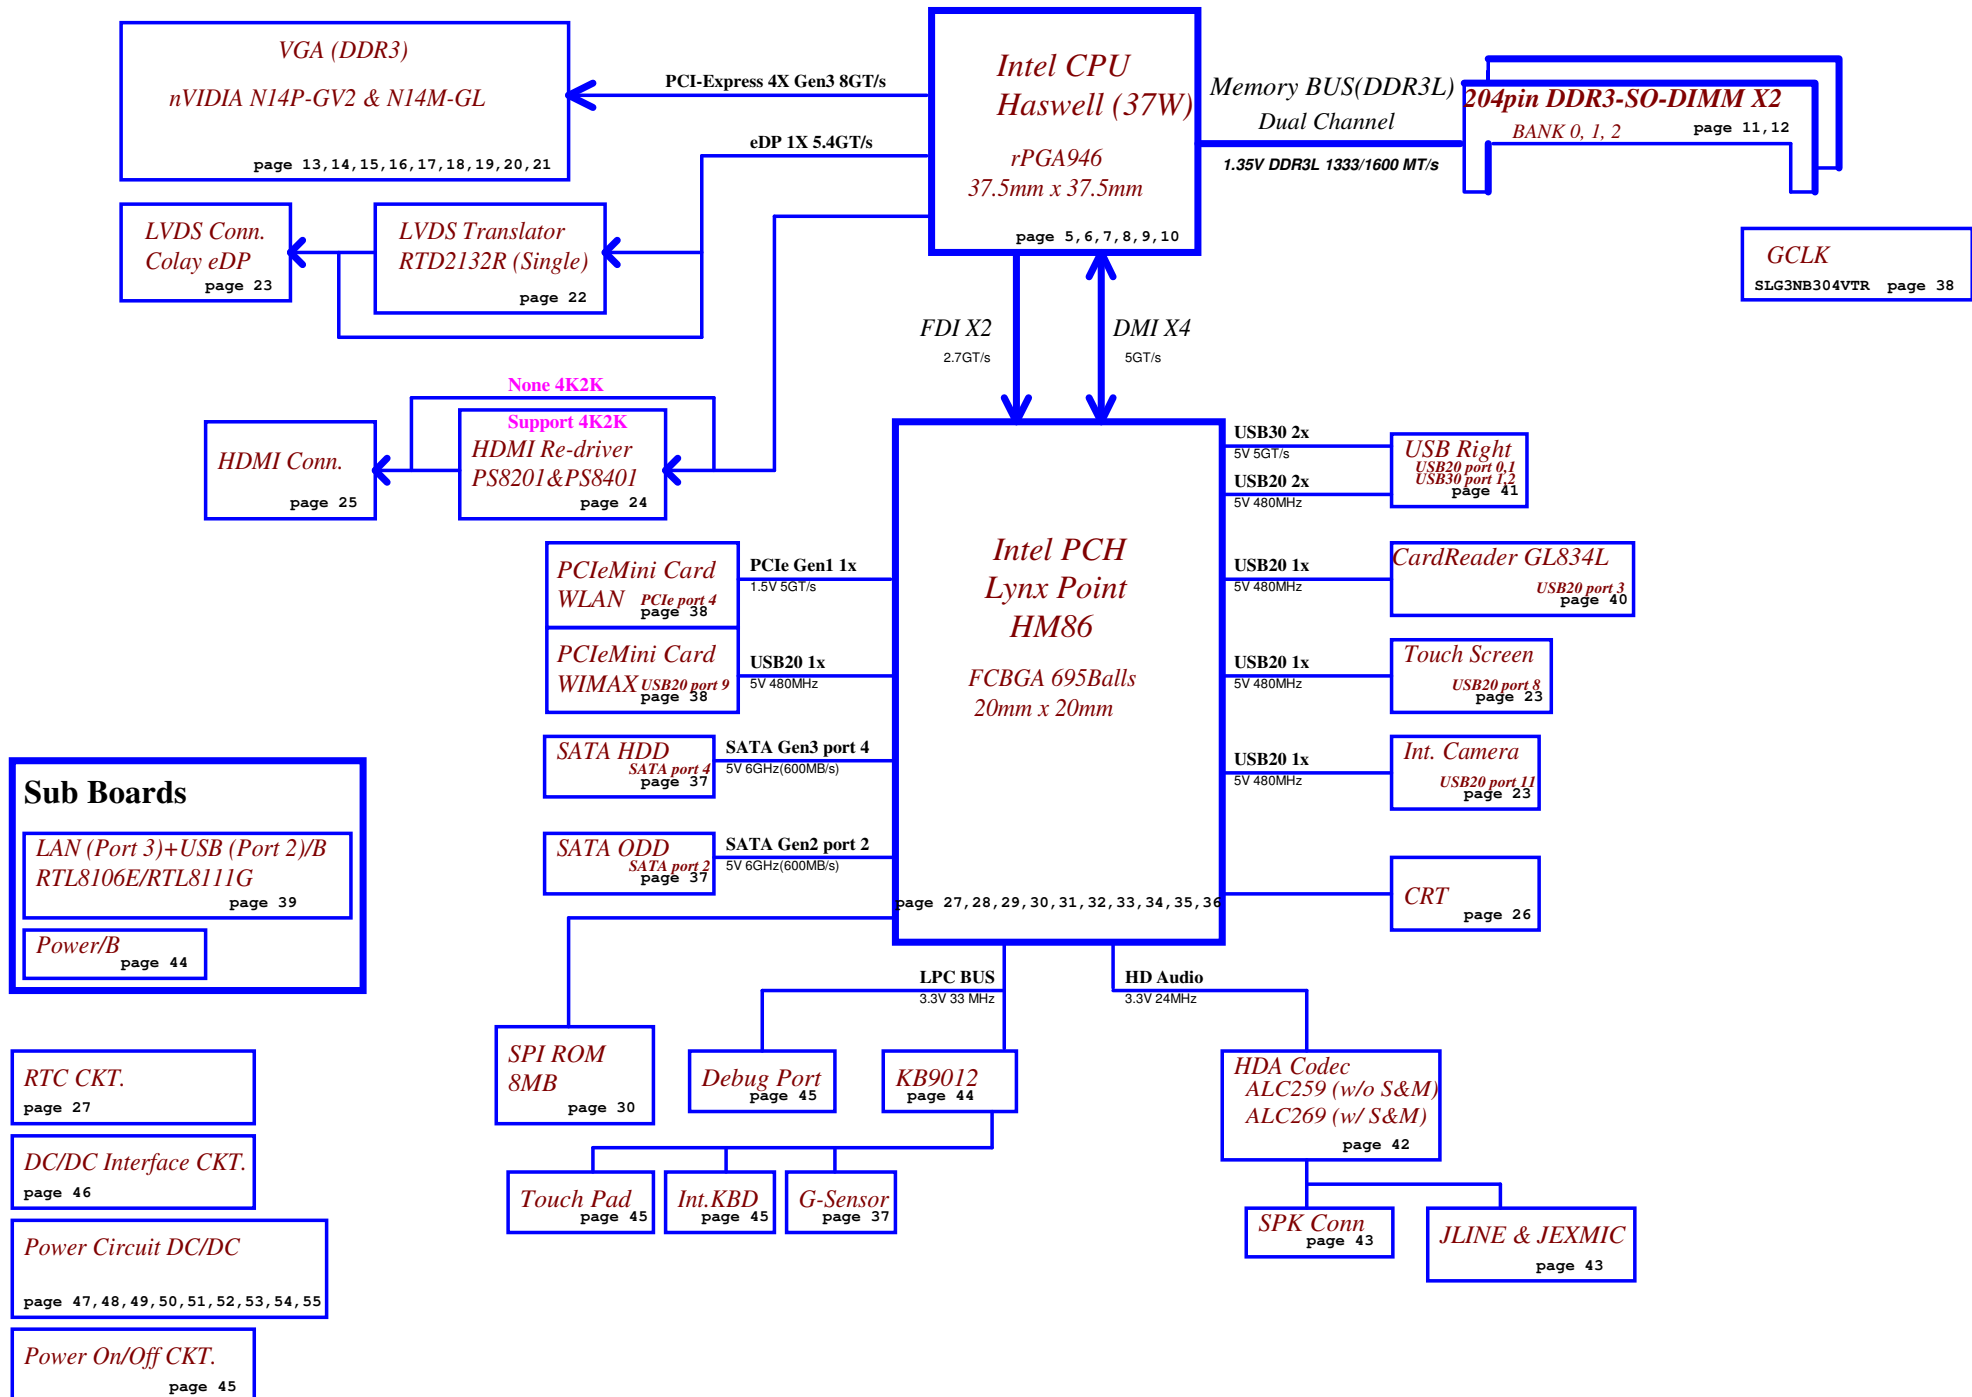 VGA (DDR3)
nVIDIA N14P-GV2 & N14M-GL
page 13,14,15,16,17,18,19,20,21
PCI-Express 4X Gen3 8GT/s
eDP 1X 5.4GT/s
Intel CPU
Haswell (37W)
rPGA946
37.5mm x 37.5mm
page 5,6,7,8,9,10
Memory BUS(DDR3L)
Dual Channel
1.35V DDR3L 1333/1600 MT/s
204pin DDR3-SO-DIMM X2
BANK 0, 1, 2
page 11,12
GCLK
SLG3NB304VTR page 38
LVDS Conn.
Colay eDP
page 23
LVDS Translator
RTD2132R (Single)
page 22
FDI X2
2.7GT/s
DMI X4
5GT/s
None 4K2K
Support 4K2K
HDMI Conn.
page 25
HDMI Re-driver
PS8201&PS8401
page 24
Intel PCH
Lynx Point
HM86
FCBGA 695Balls
20mm x 20mm
page 27,28,29,30,31,32,33,34,35,36
USB30 2x
5V 5GT/s
USB20 2x
5V 480MHz
USB Right
USB20 port 0,1
USB30 port 1,2
page 41
USB20 1x
5V 480MHz
CardReader GL834L
USB20 port 3
page 40
USB20 1x
5V 480MHz
Touch Screen
USB20 port 8
page 23
USB20 1x
5V 480MHz
Int. Camera
USB20 port 11
page 23
CRT
page 26
PCIeMini Card
WLAN PCIe port 4
page 38
PCIe Gen1 1x
1.5V 5GT/s
PCIeMini Card
WIMAX USB20 port 9
page 38
USB20 1x
5V 480MHz
SATA HDD
SATA port 4
page 37
SATA Gen3 port 4
5V 6GHz(600MB/s)
SATA ODD
SATA port 2
page 37
SATA Gen2 port 2
5V 6GHz(600MB/s)
Sub Boards
LAN (Port 3)+USB (Port 2)/B
RTL8106E/RTL8111G
page 39
Power/B
page 44
LPC BUS
3.3V 33 MHz
HD Audio
3.3V 24MHz
SPI ROM
8MB
page 30
Debug Port
page 45
KB9012
page 44
HDA Codec
ALC259 (w/o S&M)
ALC269 (w/ S&M)
page 42
Touch Pad
page 45
Int.KBD
page 45
G-Sensor
page 37
SPK Conn
page 43
JLINE & JEXMIC
page 43
RTC CKT.
page 27
DC/DC Interface CKT.
page 46
Power Circuit DC/DC
page 47,48,49,50,51,52,53,54,55
Power On/Off CKT.
page 45